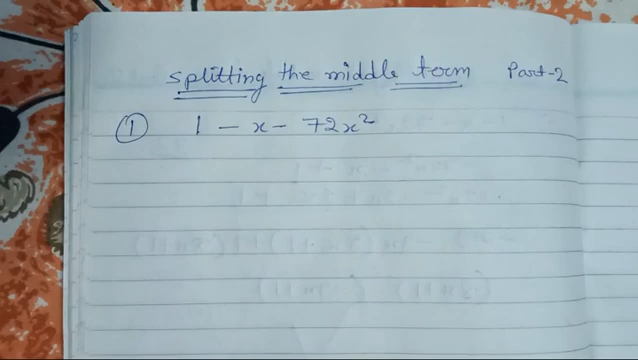 splitting the middle term Part-2
① 1 - x - 72x²